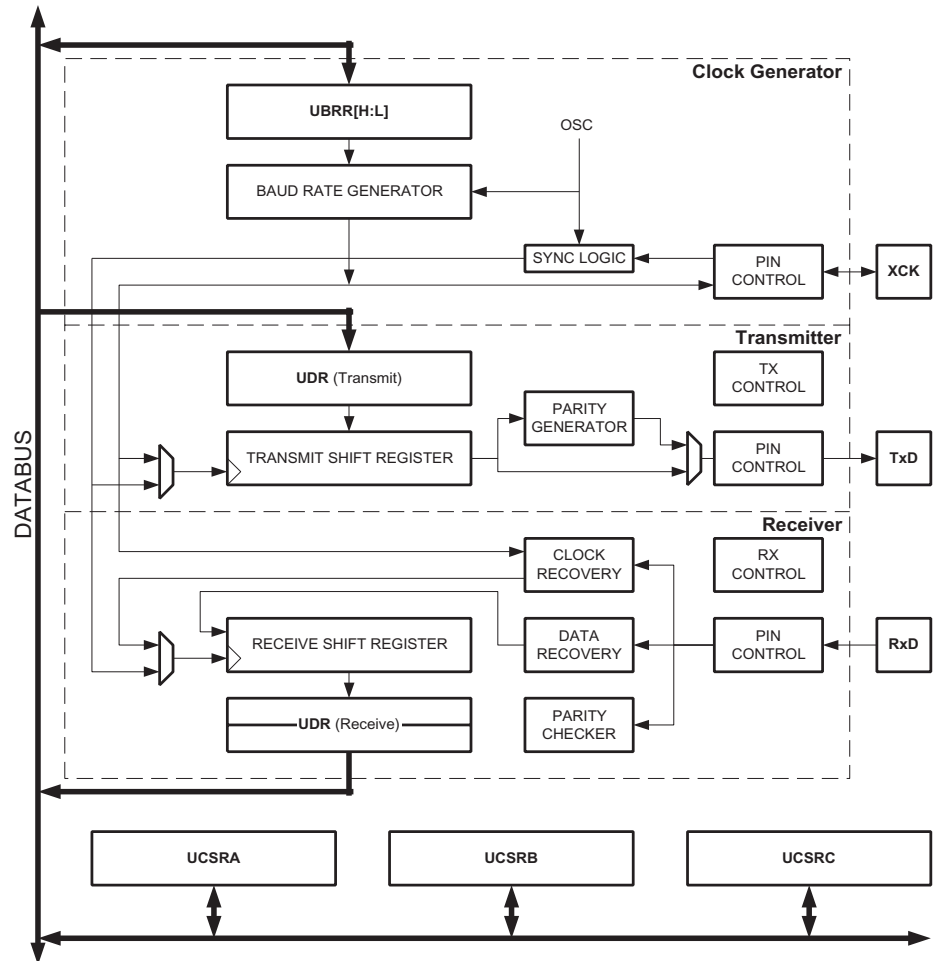 Clock Generator
UBRR[H:L]
OSC
BAUD RATE GENERATOR
SYNC LOGIC
PIN
CONTROL
XCK
DATABUS
Transmitter
UDR (Transmit)
TX
CONTROL
PARITY
GENERATOR
TRANSMIT SHIFT REGISTER
PIN
CONTROL
TxD
Receiver
CLOCK
RECOVERY
RX
CONTROL
RECEIVE SHIFT REGISTER
DATA
RECOVERY
PIN
CONTROL
RxD
UDR (Receive)
PARITY
CHECKER
UCSRA
UCSRB
UCSRC